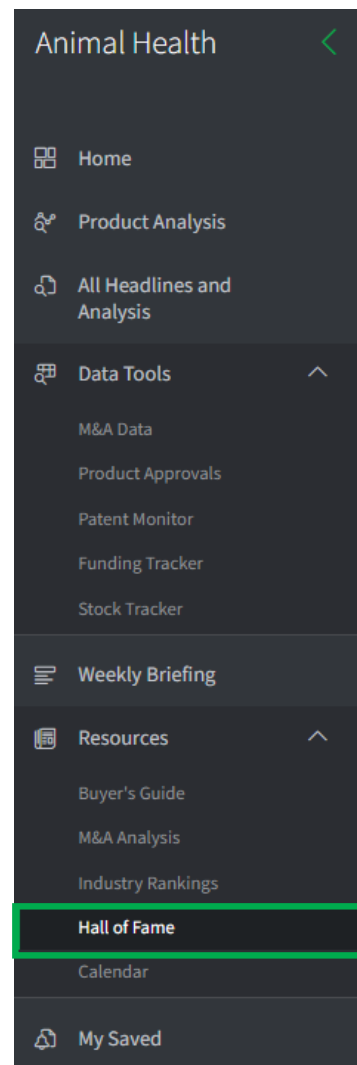 Animal Health
Home
Product Analysis
All Headlines and
Analysis
Data Tools
M&A Data
Product Approvals
Patent Monitor
Funding Tracker
Stock Tracker
Weekly Briefing
Resources
Buyer's Guide
M&A Analysis
Industry Rankings
Hall of Fame
Calendar
My Saved